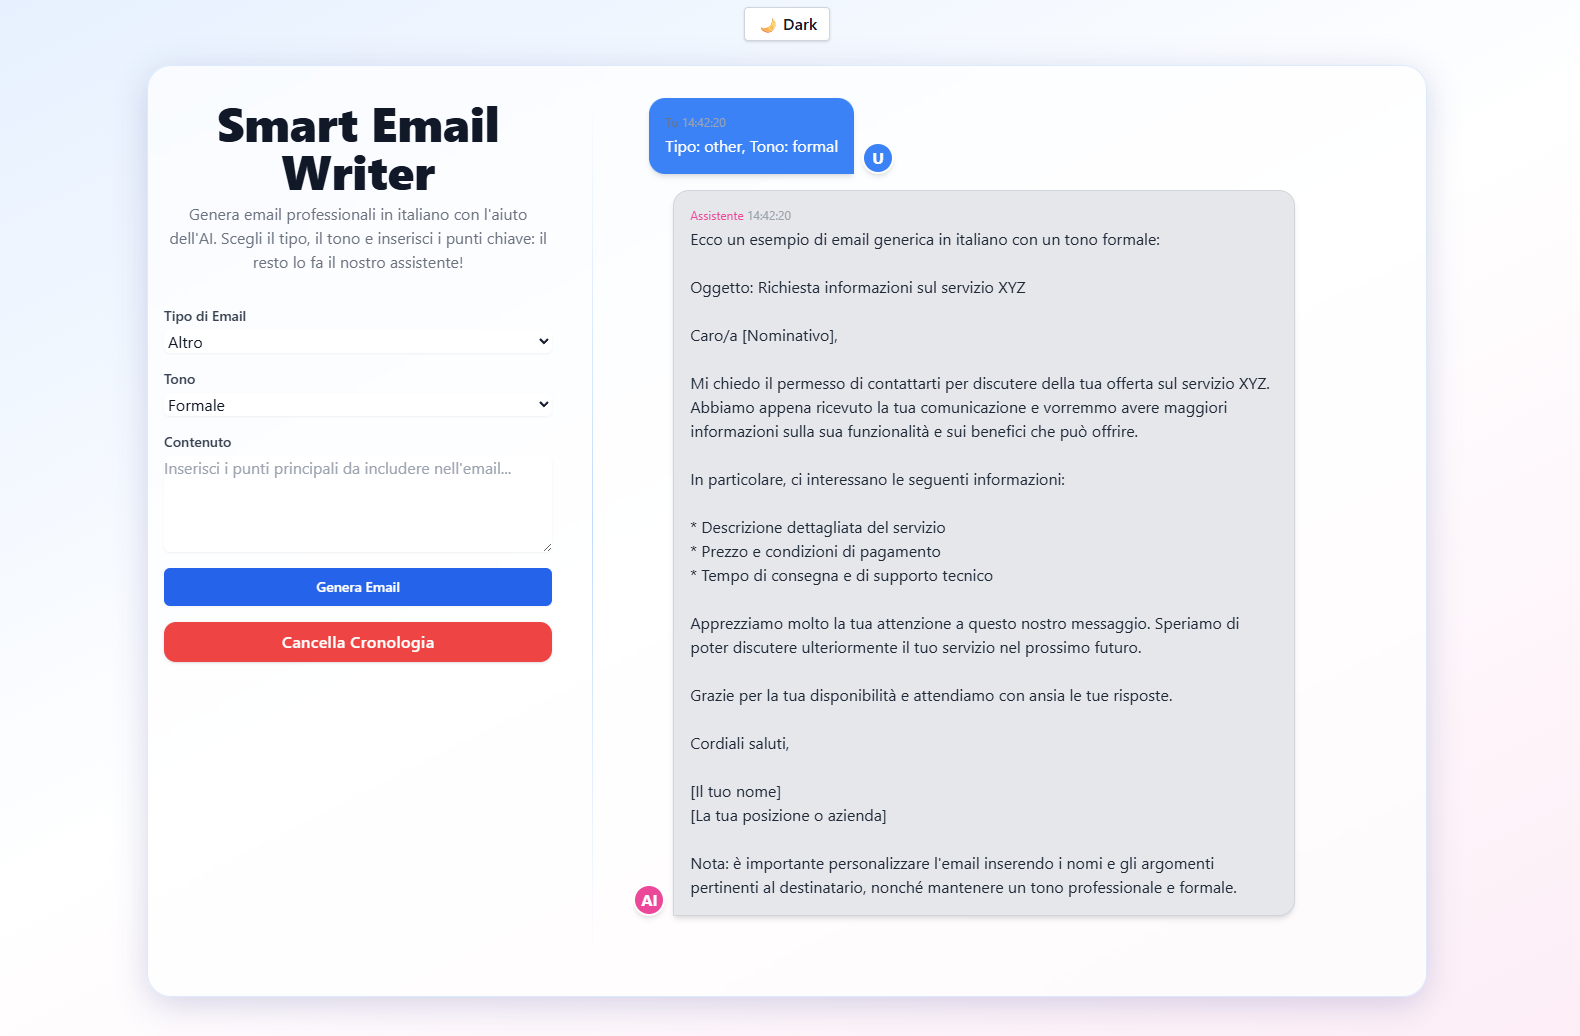 🌙 Dark
Smart Email
Writer
Genera email professionali in italiano con l'aiuto
dell'AI. Scegli il tipo, il tono e inserisci i punti chiave: il
resto lo fa il nostro assistente!
Tipo di Email
Altro
Tono
Formale
Contenuto
Inserisci i punti principali da includere nell'email...
Genera Email
Cancella Cronologia
Tu 14:42:20
Tipo: other, Tono: formal
U
Assistente 14:42:20
Ecco un esempio di email generica in italiano con un tono formale:
Oggetto: Richiesta informazioni sul servizio XYZ
Caro/a [Nominativo],
Mi chiedo il permesso di contattarti per discutere della tua offerta sul servizio XYZ.
Abbiamo appena ricevuto la tua comunicazione e vorremmo avere maggiori
informazioni sulla sua funzionalità e sui benefici che può offrire.
In particolare, ci interessano le seguenti informazioni:
* Descrizione dettagliata del servizio
* Prezzo e condizioni di pagamento
* Tempo di consegna e di supporto tecnico
Apprezziamo molto la tua attenzione a questo nostro messaggio. Speriamo di
poter discutere ulteriormente il tuo servizio nel prossimo futuro.
Grazie per la tua disponibilità e attendiamo con ansia le tue risposte.
Cordiali saluti,
[Il tuo nome]
[La tua posizione o azienda]
Nota: è importante personalizzare l'email inserendo i nomi e gli argomenti
pertinenti al destinatario, nonché mantenere un tono professionale e formale.
AI